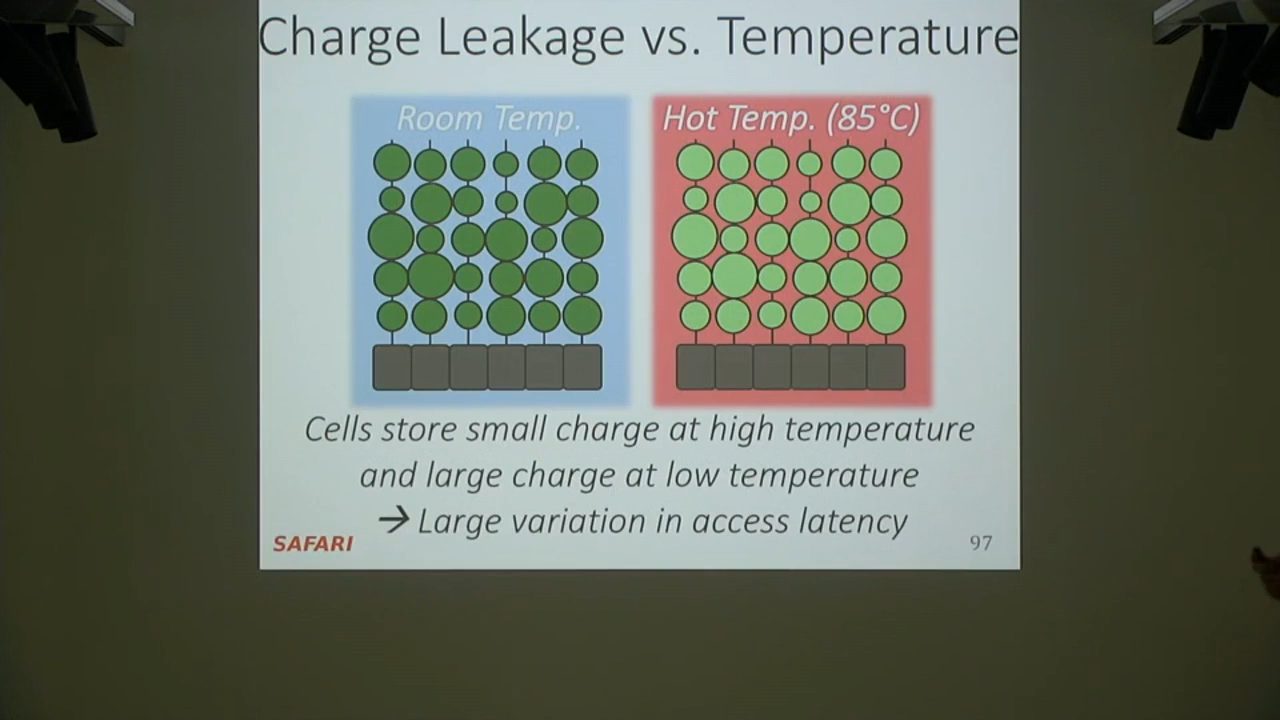 Charge Leakage vs. Temperature
Room Temp.
Hot Temp. (85°C)
Cells store small charge at high temperature
and large charge at low temperature
→ Large variation in access latency
SAFARI
97